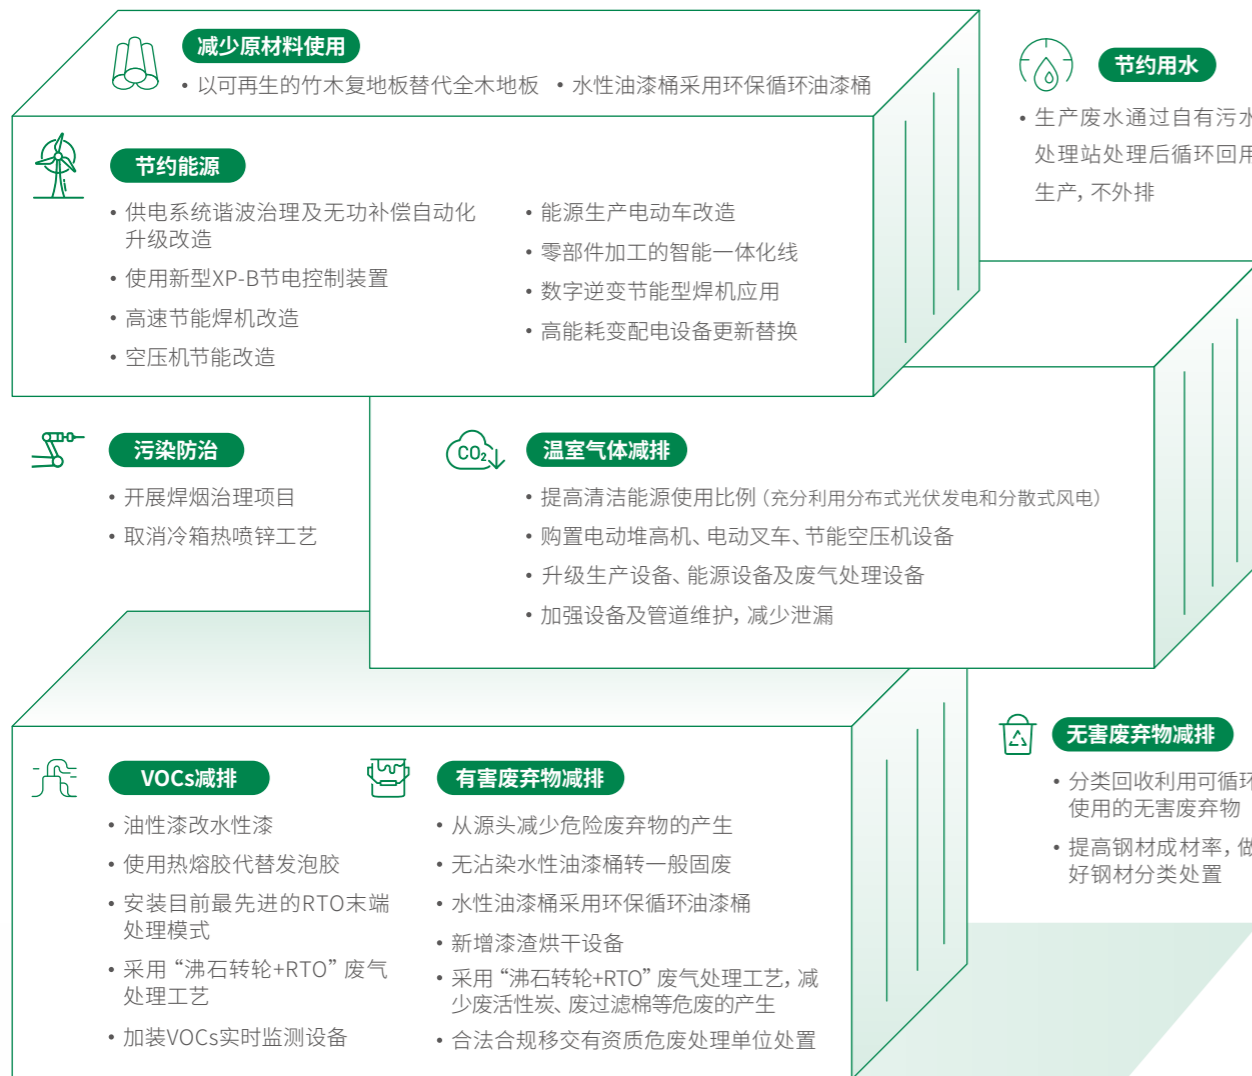 减少原材料使用
• 以可再生的竹木复地板替代全木地板 • 水性油漆桶采用环保循环油漆桶
节约用水
• 生产废水通过自有污水
处理站处理后循环回用
生产，不外排
节约能源
• 供电系统谐波治理及无功补偿自动化
升级改造
• 使用新型XP-B节电控制装置
• 高速节能焊机改造
• 空压机节能改造
• 能源生产电动车改造
• 零部件加工的智能一体化线
• 数字逆变节能型焊机应用
• 高能耗变配电设备更新替换
污染防治
• 开展焊烟治理项目
• 取消冷箱热喷锌工艺
CO₂
温室气体减排
• 提高清洁能源使用比例（充分利用分布式光伏发电和分散式风电）
• 购置电动堆高机、电动叉车、节能空压机设备
• 升级生产设备、能源设备及废气处理设备
• 加强设备及管道维护，减少泄漏
VOCs减排
• 油性漆改水性漆
• 使用热熔胶代替发泡胶
• 安装目前最先进的RTO末端
处理模式
• 采用“沸石转轮+RTO”废气
处理工艺
• 加装VOCs实时监测设备
有害废弃物减排
• 从源头减少危险废弃物的产生
• 无沾染水性油漆桶转一般固废
• 水性油漆桶采用环保循环油漆桶
• 新增漆渣烘干设备
• 采用“沸石转轮+RTO”废气处理工艺，减
少废活性炭、废过滤棉等危废的产生
• 合法合规移交有资质危废处理单位处置
无害废弃物减排
• 分类回收利用可循环
使用的无害废弃物
• 提高钢材成材率，做
好钢材分类处置